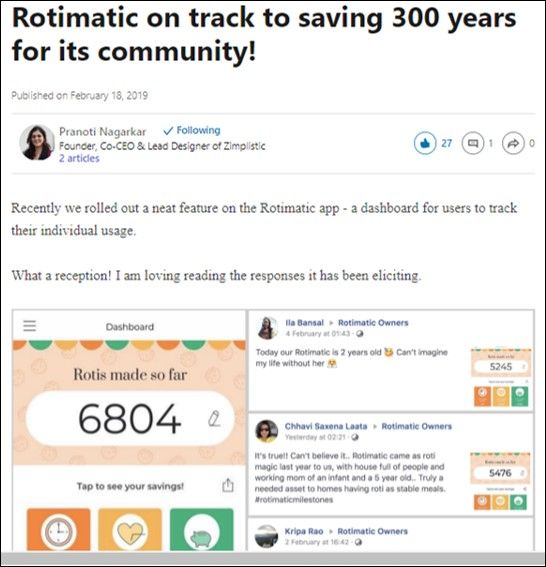 Rotimatic on track to saving 300 years
for its community!
Published on February 18, 2019
Pranoti Nagarkar ✓ Following
Founder, Co-CEO & Lead Designer of Zimplistic
2 articles
27 1 0
Recently we rolled out a neat feature on the Rotimatic app - a dashboard for users to track
their individual usage.
What a reception! I am loving reading the responses it has been eliciting.
Dashboard
Rotis made so far
6804
Tap to see your savings!
Ila Bansal ▸ Rotimatic Owners
4 February at 01:43 ·
Today our Rotimatic is 2 years old Can't imagine
my life without her
5245
Chhavi Saxena Laata ▸ Rotimatic Owners
Yesterday at 02:21 ·
It's true!! Can't believe it.. Rotimatic came as roti
magic last year to us, with house full of people and
working mom of an infant and a 5 year old.. Truly a
needed asset to homes having roti as stable meals.
#rotimaticmilestones
5476
Kripa Rao ▸ Rotimatic Owners
2 February at 16:42 ·